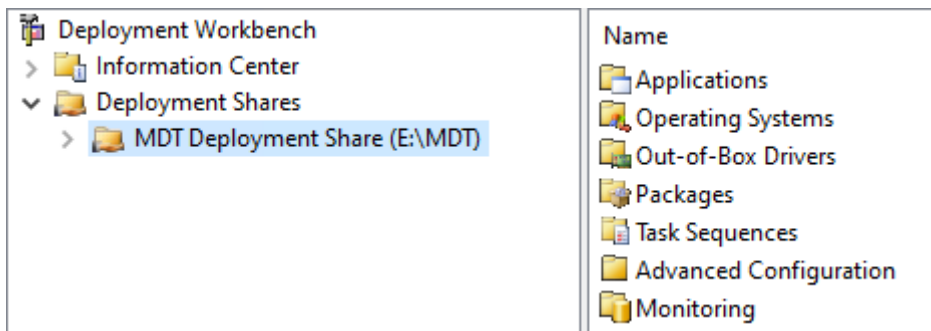 Deployment Workbench
Information Center
Deployment Shares
MDT Deployment Share (E:\MDT)
Name
Applications
Operating Systems
Out-of-Box Drivers
Packages
Task Sequences
Advanced Configuration
Monitoring